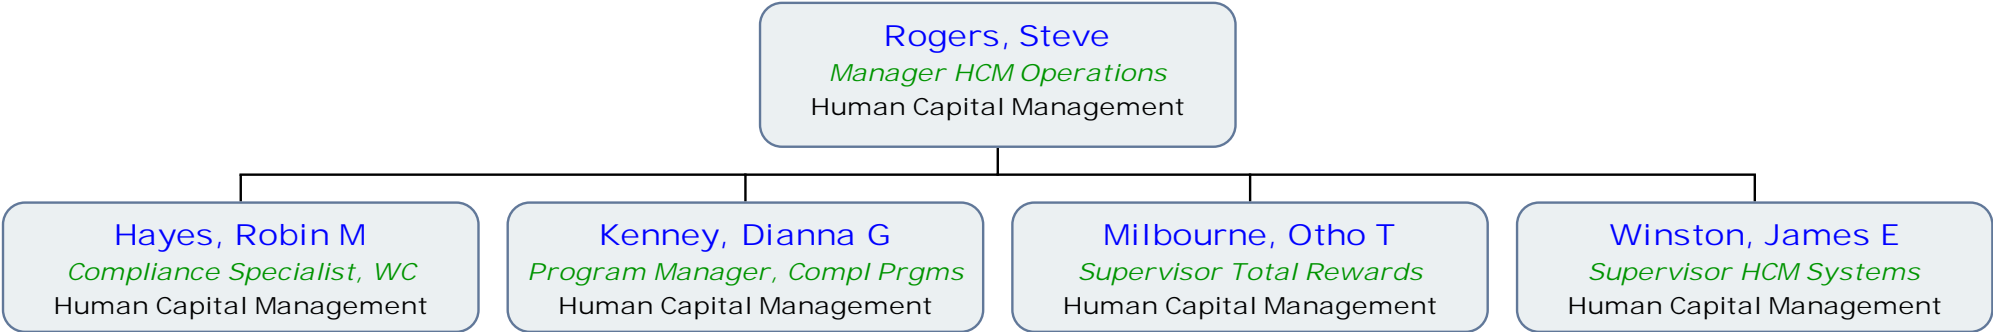 Rogers, Steve
Manager HCM Operations
Human Capital Management
Hayes, Robin M
Compliance Specialist, WC
Human Capital Management
Kenney, Dianna G
Program Manager, Compl Prgms
Human Capital Management
Milbourne, Otho T
Supervisor Total Rewards
Human Capital Management
Winston, James E
Supervisor HCM Systems
Human Capital Management